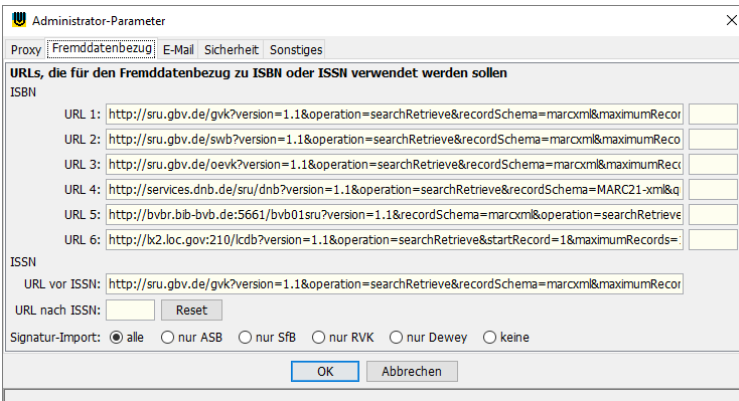 Administrator-Parameter
Proxy Fremddatenbezug E-Mail Sicherheit Sonstiges
URLs, die für den Fremddatenbezug zu ISBN oder ISSN verwendet werden sollen
ISBN
URL 1: http://sru.gbv.de/gvk?version=1.1&operation=searchRetrieve&recordSchema=marcxml&maximumRecor
URL 2: http://sru.gbv.de/swb?version=1.1&operation=searchRetrieve&recordSchema=marcxml&maximumReco
URL 3: http://sru.gbv.de/oevk?version=1.1&operation=searchRetrieve&recordSchema=marcxml&maximumRec
URL 4: http://services.dnb.de/sru/dnb?version=1.1&operation=searchRetrieve&recordSchema=MARC21-xml&q
URL 5: http://bvbr.bib-bvb.de:5661/bvb01sru?version=1.1&recordSchema=marcxml&operation=searchRetrieve
URL 6: http://lx2.loc.gov:210/lcdb?version=1.1&operation=searchRetrieve&startRecord=1&maximumRecords=
ISSN
URL vor ISSN: http://sru.gbv.de/gvk?version=1.1&operation=searchRetrieve&recordSchema=marcxml&maximumRecor
URL nach ISSN: Reset
Signatur-Import: alle nur ASB nur SfB nur RVK nur Dewey keine
OK Abbrechen